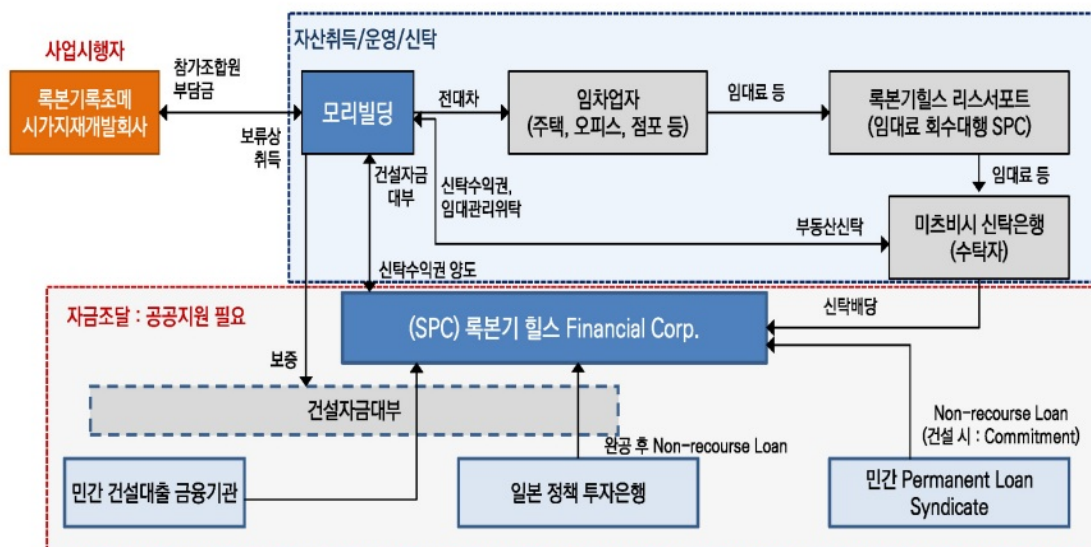 사업시행자
록본기록초메
시가지재개발회사
참가조합원
부담금
보류상
취득
자산취득/운영/신탁
모리빌딩
전대차
임차업자
(주택, 오피스, 점포 등)
임대료 등
록본기힐스 리스서포트
(임대료 회수대행 SPC)
임대료 등
건설자금
대부
신탁수익권,
임대관리위탁
부동산신탁
미츠비시 신탁은행
(수탁자)
신탁수익권 양도
신탁배당
자금조달 : 공공지원 필요
(SPC) 록본기 힐스 Financial Corp.
보증
건설자금대부
완공 후 Non-recourse Loan
Non-recourse Loan
(건설 시 : Commitment)
민간 건설대출 금융기관
일본 정책 투자은행
민간 Permanent Loan
Syndicate